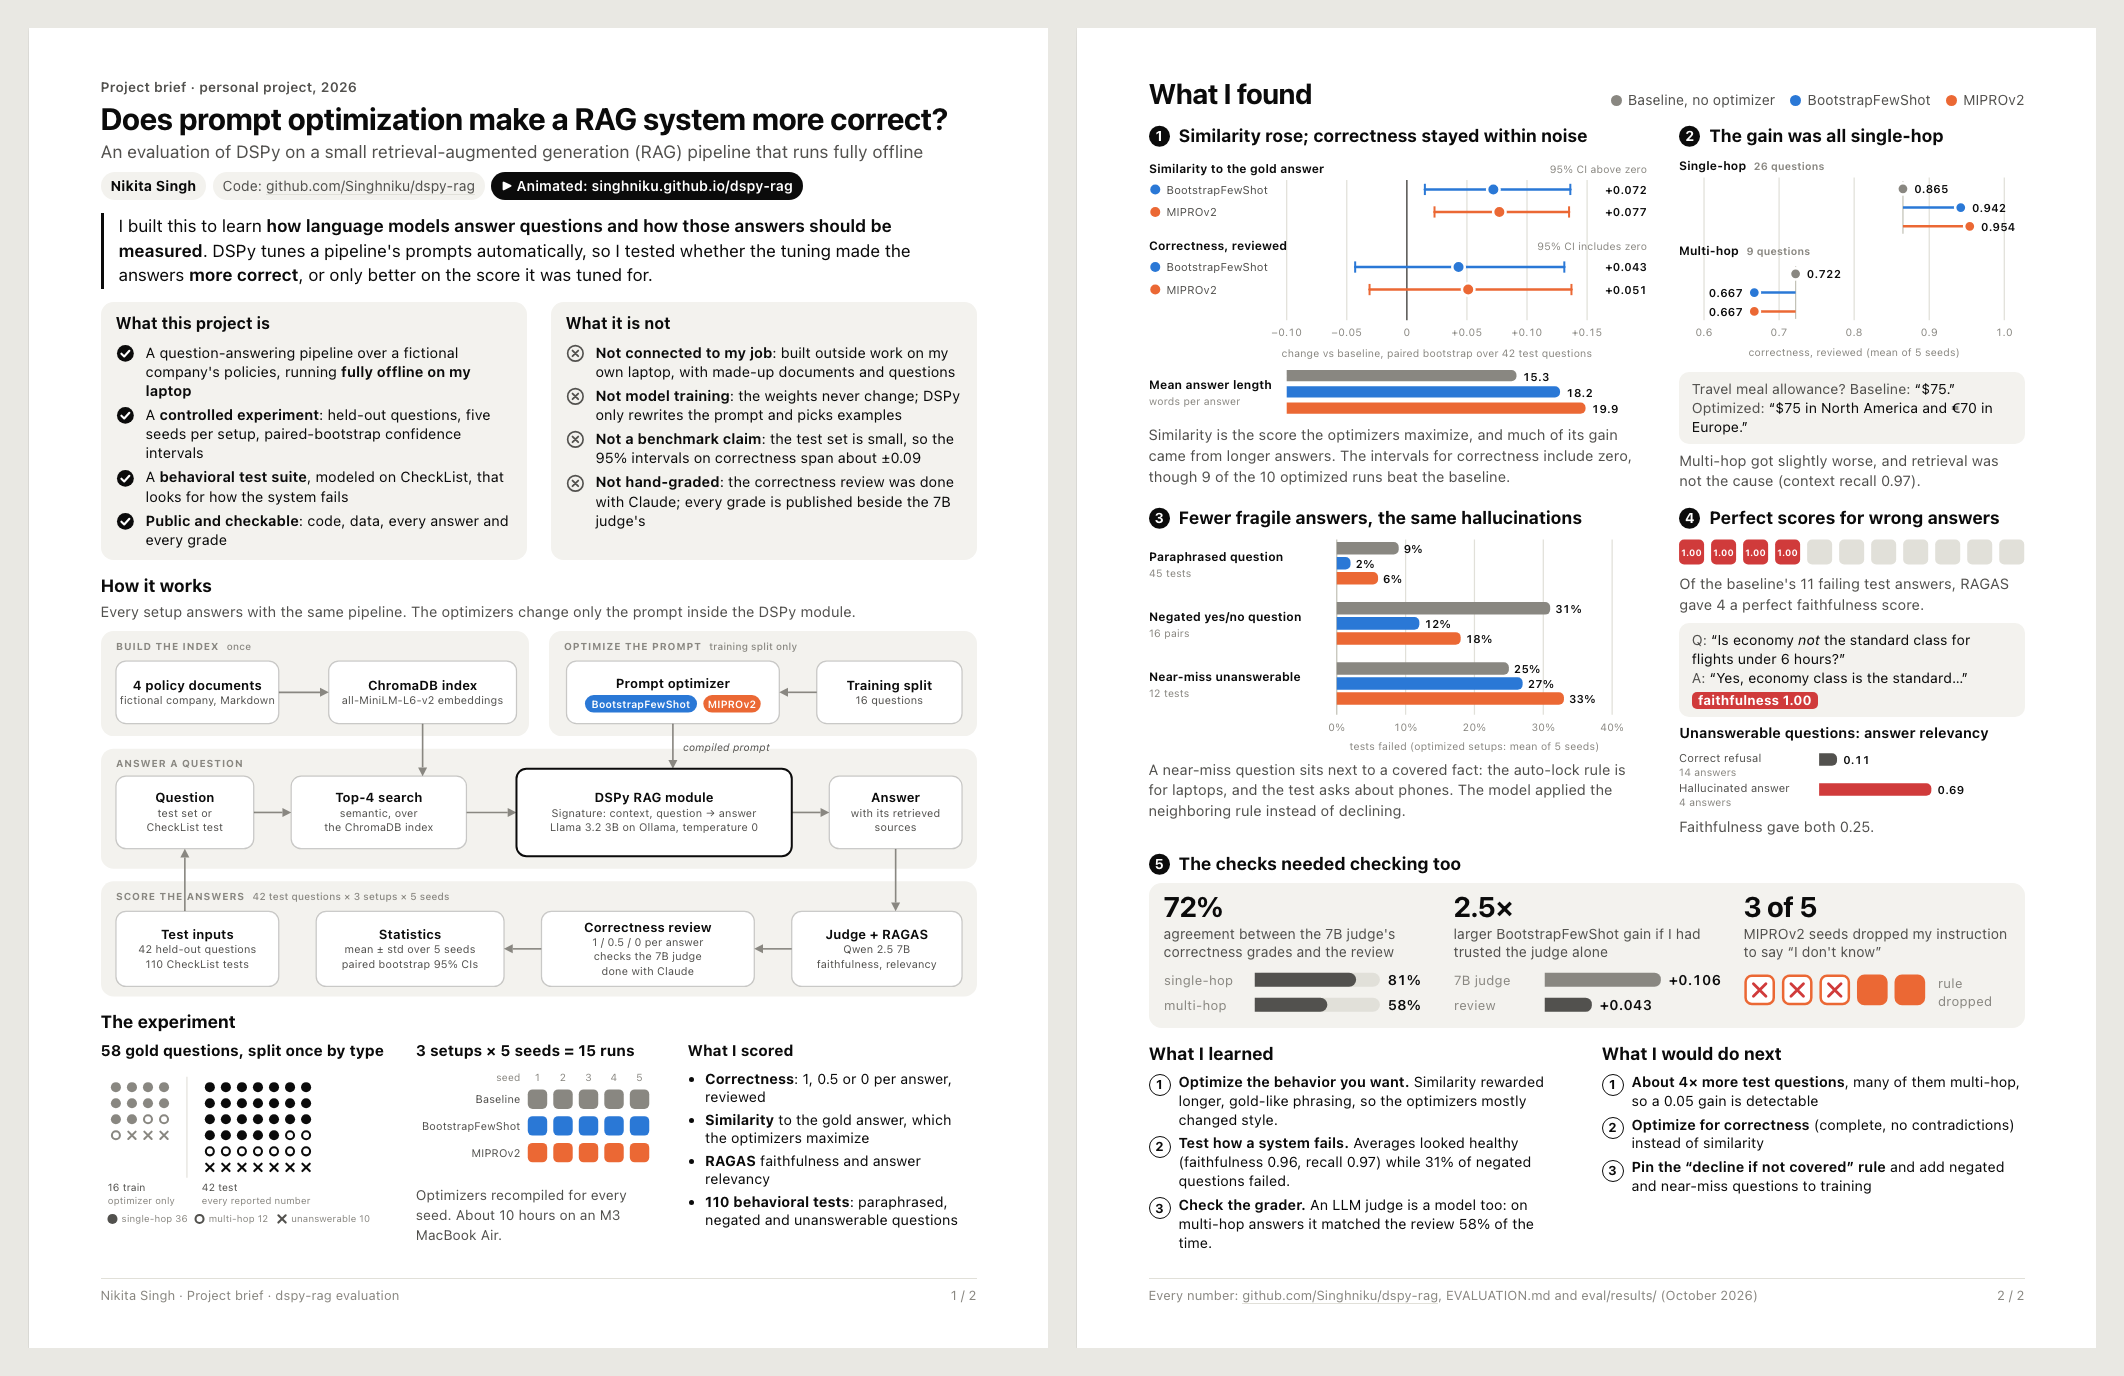 Project brief · personal project, 2026
Does prompt optimization make a RAG system more correct?
An evaluation of DSPy on a small retrieval-augmented generation (RAG) pipeline that runs fully offline
Nikita Singh
Code: github.com/Singhniku/dspy-rag
▶ Animated: singhniku.github.io/dspy-rag
I built this to learn how language models answer questions and how those answers should be
measured. DSPy tunes a pipeline's prompts automatically, so I tested whether the tuning made the
answers more correct, or only better on the score it was tuned for.
What this project is
A question-answering pipeline over a fictional
company's policies, running fully offline on my
laptop
A controlled experiment: held-out questions, five
seeds per setup, paired-bootstrap confidence
intervals
A behavioral test suite, modeled on CheckList, that
looks for how the system fails
Public and checkable: code, data, every answer and
every grade
What it is not
Not connected to my job: built outside work on my
own laptop, with made-up documents and questions
Not model training: the weights never change; DSPy
only rewrites the prompt and picks examples
Not a benchmark claim: the test set is small, so the
95% intervals on correctness span about ±0.09
Not hand-graded: the correctness review was done
with Claude; every grade is published beside the 7B
judge's
How it works
Every setup answers with the same pipeline. The optimizers change only the prompt inside the DSPy module.
BUILD THE INDEX once
4 policy documents
fictional company, Markdown
ChromaDB index
all-MiniLM-L6-v2 embeddings
OPTIMIZE THE PROMPT training split only
Prompt optimizer
BootstrapFewShot MIPROv2
Training split
16 questions
compiled prompt
ANSWER A QUESTION
Question
test set or
CheckList test
Top-4 search
semantic, over
the ChromaDB index
DSPy RAG module
Signature: context, question → answer
Llama 3.2 3B on Ollama, temperature 0
Answer
with its retrieved
sources
SCORE THE ANSWERS 42 test questions × 3 setups × 5 seeds
Test inputs
42 held-out questions
110 CheckList tests
Statistics
mean ± std over 5 seeds
paired bootstrap 95% CIs
Correctness review
1 / 0.5 / 0 per answer
checks the 7B judge
done with Claude
Judge + RAGAS
Qwen 2.5 7B
faithfulness, relevancy
The experiment
58 gold questions, split once by type
16 train
optimizer only
42 test
every reported number
single-hop 36 multi-hop 12 unanswerable 10
3 setups × 5 seeds = 15 runs
seed 1 2 3 4 5
Baseline
BootstrapFewShot
MIPROv2
Optimizers recompiled for every
seed. About 10 hours on an M3
MacBook Air.
What I scored
• Correctness: 1, 0.5 or 0 per answer,
reviewed
• Similarity to the gold answer, which
the optimizers maximize
• RAGAS faithfulness and answer
relevancy
• 110 behavioral tests: paraphrased,
negated and unanswerable questions
Nikita Singh · Project brief · dspy-rag evaluation
1 / 2
What I found
Baseline, no optimizer BootstrapFewShot MIPROv2
1 Similarity rose; correctness stayed within noise
Similarity to the gold answer 95% CI above zero
BootstrapFewShot +0.072
MIPROv2 +0.077
Correctness, reviewed 95% CI includes zero
BootstrapFewShot +0.043
MIPROv2 +0.051
−0.10 −0.05 0 +0.05 +0.10 +0.15
change vs baseline, paired bootstrap over 42 test questions
Mean answer length
words per answer
15.3
18.2
19.9
Similarity is the score the optimizers maximize, and much of its gain
came from longer answers. The intervals for correctness include zero,
though 9 of the 10 optimized runs beat the baseline.
2 The gain was all single-hop
Single-hop 26 questions
0.865
0.942
0.954
Multi-hop 9 questions
0.722
0.667
0.667
0.6 0.7 0.8 0.9 1.0
correctness, reviewed (mean of 5 seeds)
Travel meal allowance? Baseline: “$75.”
Optimized: “$75 in North America and €70 in
Europe.”
Multi-hop got slightly worse, and retrieval was
not the cause (context recall 0.97).
3 Fewer fragile answers, the same hallucinations
Paraphrased question
45 tests
9%
2%
6%
Negated yes/no question
16 pairs
31%
12%
18%
Near-miss unanswerable
12 tests
25%
27%
33%
0% 10% 20% 30% 40%
tests failed (optimized setups: mean of 5 seeds)
A near-miss question sits next to a covered fact: the auto-lock rule is
for laptops, and the test asks about phones. The model applied the
neighboring rule instead of declining.
4 Perfect scores for wrong answers
1.00 1.00 1.00 1.00
Of the baseline's 11 failing test answers, RAGAS
gave 4 a perfect faithfulness score.
Q: “Is economy not the standard class for
flights under 6 hours?”
A: “Yes, economy class is the standard...”
faithfulness 1.00
Unanswerable questions: answer relevancy
Correct refusal
14 answers
0.11
Hallucinated answer
4 answers
0.69
Faithfulness gave both 0.25.
5 The checks needed checking too
72%
agreement between the 7B judge's
correctness grades and the review
single-hop 81%
multi-hop 58%
2.5×
larger BootstrapFewShot gain if I had
trusted the judge alone
7B judge +0.106
review +0.043
3 of 5
MIPROv2 seeds dropped my instruction
to say “I don't know”
rule
dropped
What I learned
1 Optimize the behavior you want. Similarity rewarded
longer, gold-like phrasing, so the optimizers mostly
changed style.
2 Test how a system fails. Averages looked healthy
(faithfulness 0.96, recall 0.97) while 31% of negated
questions failed.
3 Check the grader. An LLM judge is a model too: on
multi-hop answers it matched the review 58% of the
time.
What I would do next
1 About 4× more test questions, many of them multi-hop,
so a 0.05 gain is detectable
2 Optimize for correctness (complete, no contradictions)
instead of similarity
3 Pin the “decline if not covered” rule and add negated
and near-miss questions to training
Every number: github.com/Singhniku/dspy-rag, EVALUATION.md and eval/results/ (October 2026)
2 / 2